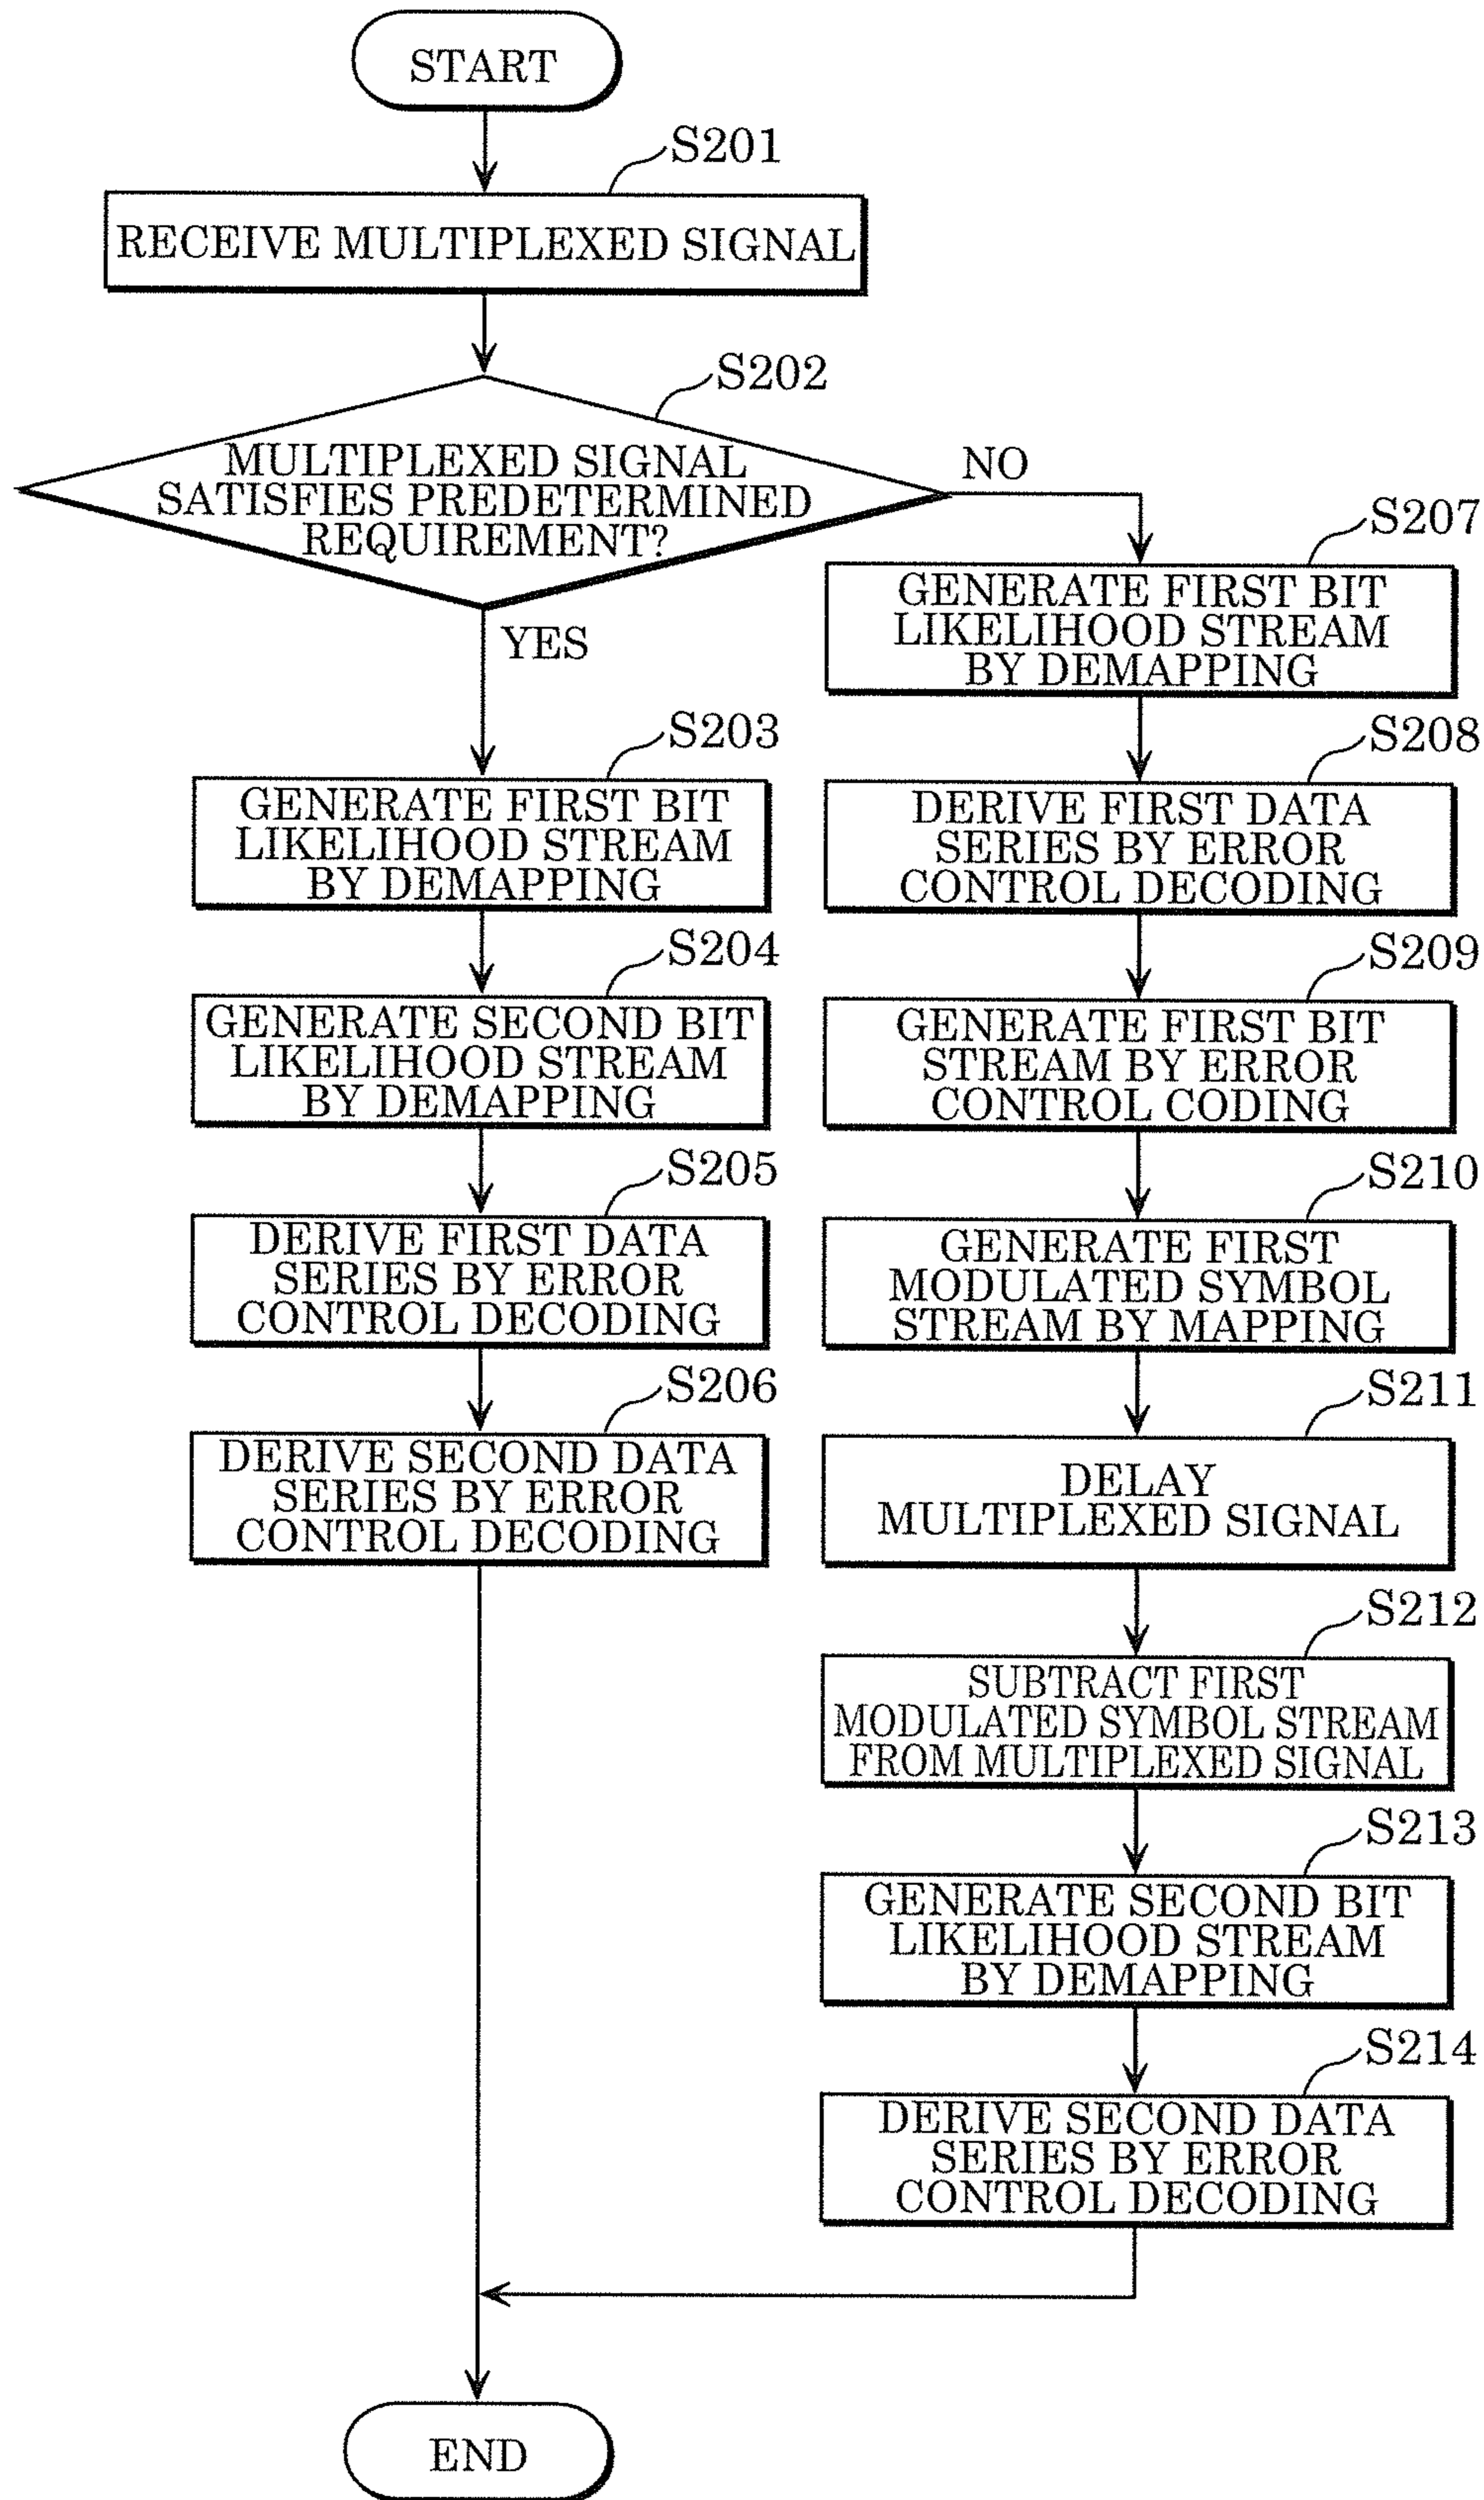 START
S201
RECEIVE MULTIPLEXED SIGNAL
S202
MULTIPLEXED SIGNAL
SATISFIES PREDETERMINED
REQUIREMENT?
NO
YES
S203
GENERATE FIRST BIT
LIKELIHOOD STREAM
BY DEMAPPING
S204
GENERATE SECOND BIT
LIKELIHOOD STREAM
BY DEMAPPING
S205
DERIVE FIRST DATA
SERIES BY ERROR
CONTROL DECODING
S206
DERIVE SECOND DATA
SERIES BY ERROR
CONTROL DECODING
S207
GENERATE FIRST BIT
LIKELIHOOD STREAM
BY DEMAPPING
S208
DERIVE FIRST DATA
SERIES BY ERROR
CONTROL DECODING
S209
GENERATE FIRST BIT
STREAM BY ERROR
CONTROL CODING
S210
GENERATE FIRST
MODULATED SYMBOL
STREAM BY MAPPING
S211
DELAY
MULTIPLEXED SIGNAL
S212
SUBTRACT FIRST
MODULATED SYMBOL STREAM
FROM MULTIPLEXED SIGNAL
S213
GENERATE SECOND BIT
LIKELIHOOD STREAM
BY DEMAPPING
S214
DERIVE SECOND DATA
SERIES BY ERROR
CONTROL DECODING
END